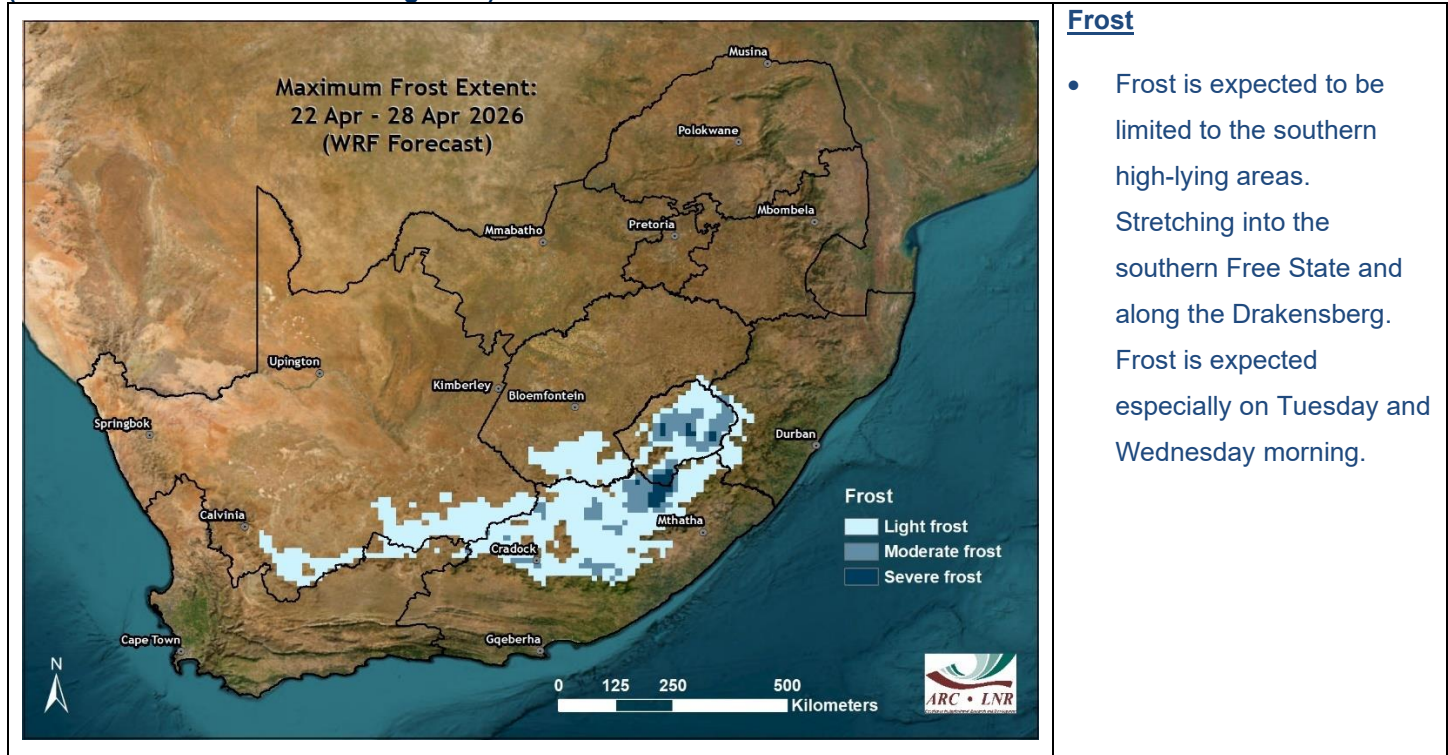 Maximum Frost Extent:
22 Apr - 28 Apr 2026
(WRF Forecast)
Musina
Polokwane
Mbombela
Pretoria
Mmabatho
Upington
Kimberley
Bloemfontein
Springbok
Durban
Calvinia
Mthatha
Cradock
Cape Town
Gqeberha
Frost
Light frost
Moderate frost
Severe frost
N
0 125 250 500
Kilometers
ARC • LNR
Frost
• Frost is expected to be
limited to the southern
high-lying areas.
Stretching into the
southern Free State and
along the Drakensberg.
Frost is expected
especially on Tuesday and
Wednesday morning.